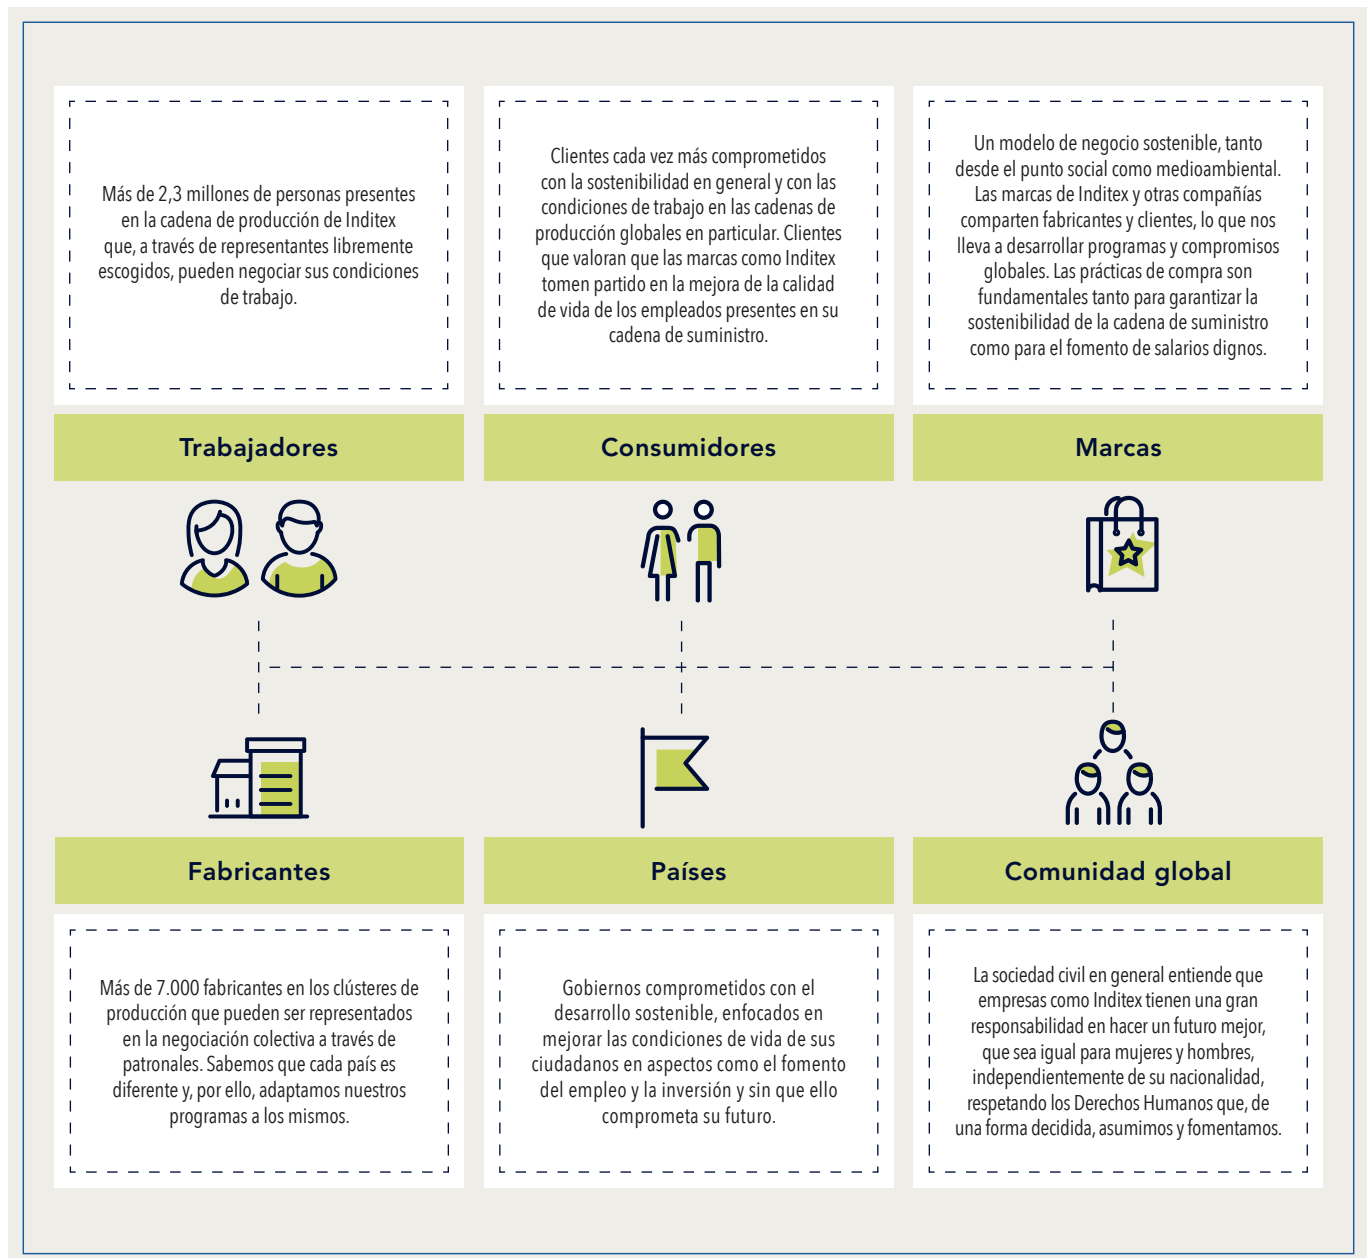 Más de 2,3 millones de personas presentes
en la cadena de producción de Inditex
que, a través de representantes libremente
escogidos, pueden negociar sus condiciones
de trabajo.
Trabajadores
Clientes cada vez más comprometidos
con la sostenibilidad en general y con las
condiciones de trabajo en las cadenas de
producción globales en particular. Clientes
que valoran que las marcas como Inditex
tomen partido en la mejora de la calidad
de vida de los empleados presentes en su
cadena de suministro.
Consumidores
Un modelo de negocio sostenible, tanto
desde el punto social como medioambiental.
Las marcas de Inditex y otras compañías
comparten fabricantes y clientes, lo que nos
lleva a desarrollar programas y compromisos
globales. Las prácticas de compra son
fundamentales tanto para garantizar la
sostenibilidad de la cadena de suministro
como para el fomento de salarios dignos.
Marcas
Fabricantes
Más de 7.000 fabricantes en los clústeres de
producción que pueden ser representados
en la negociación colectiva a través de
patronales. Sabemos que cada país es
diferente y, por ello, adaptamos nuestros
programas a los mismos.
Países
Gobiernos comprometidos con el
desarrollo sostenible, enfocados en
mejorar las condiciones de vida de sus
ciudadanos en aspectos como el fomento
del empleo y la inversión y sin que ello
comprometa su futuro.
Comunidad global
La sociedad civil en general entiende que
empresas como Inditex tienen una gran
responsabilidad en hacer un futuro mejor,
que sea igual para mujeres y hombres,
independientemente de su nacionalidad,
respetando los Derechos Humanos que, de
una forma decidida, asumimos y fomentamos.